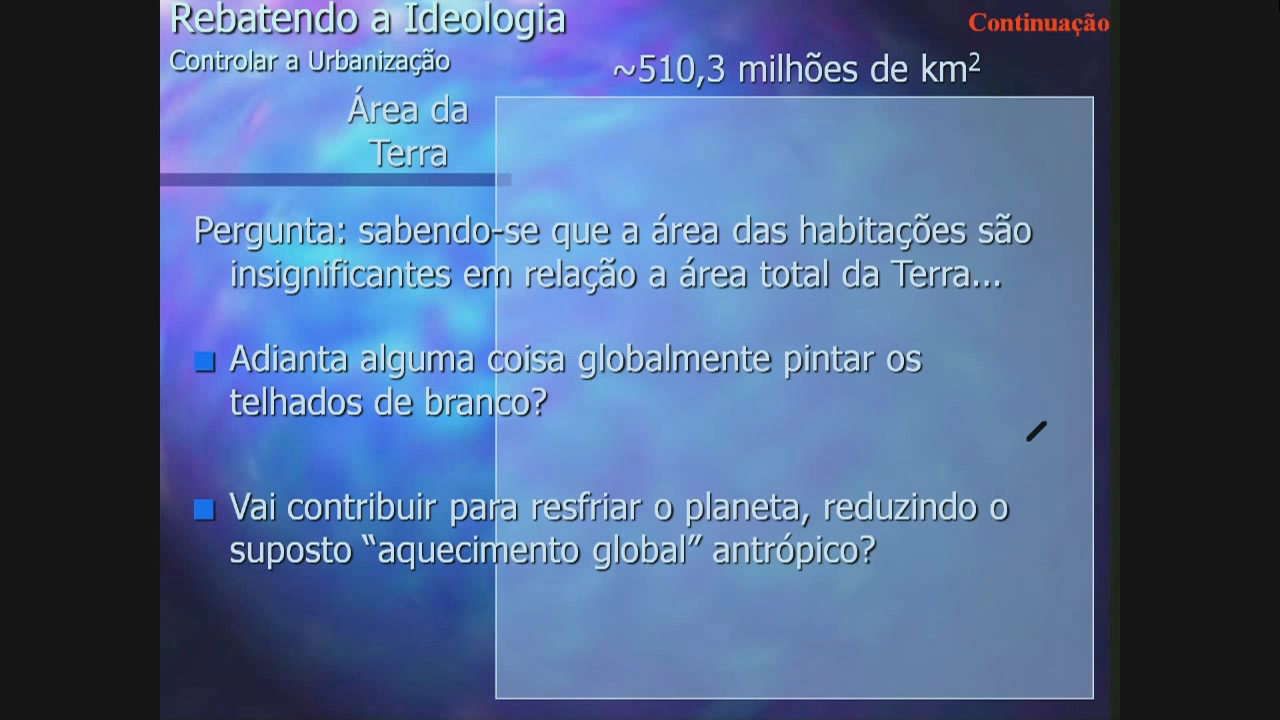 Rebatendo a Ideologia
Continuação
Controlar a Urbanização
~510,3 milhões de km²
Área da
Terra
Pergunta: sabendo-se que a área das habitações são
insignificantes em relação a área total da Terra...
Adianta alguma coisa globalmente pintar os
telhados de branco?
Vai contribuir para resfriar o planeta, reduzindo o
suposto “aquecimento global” antrópico?